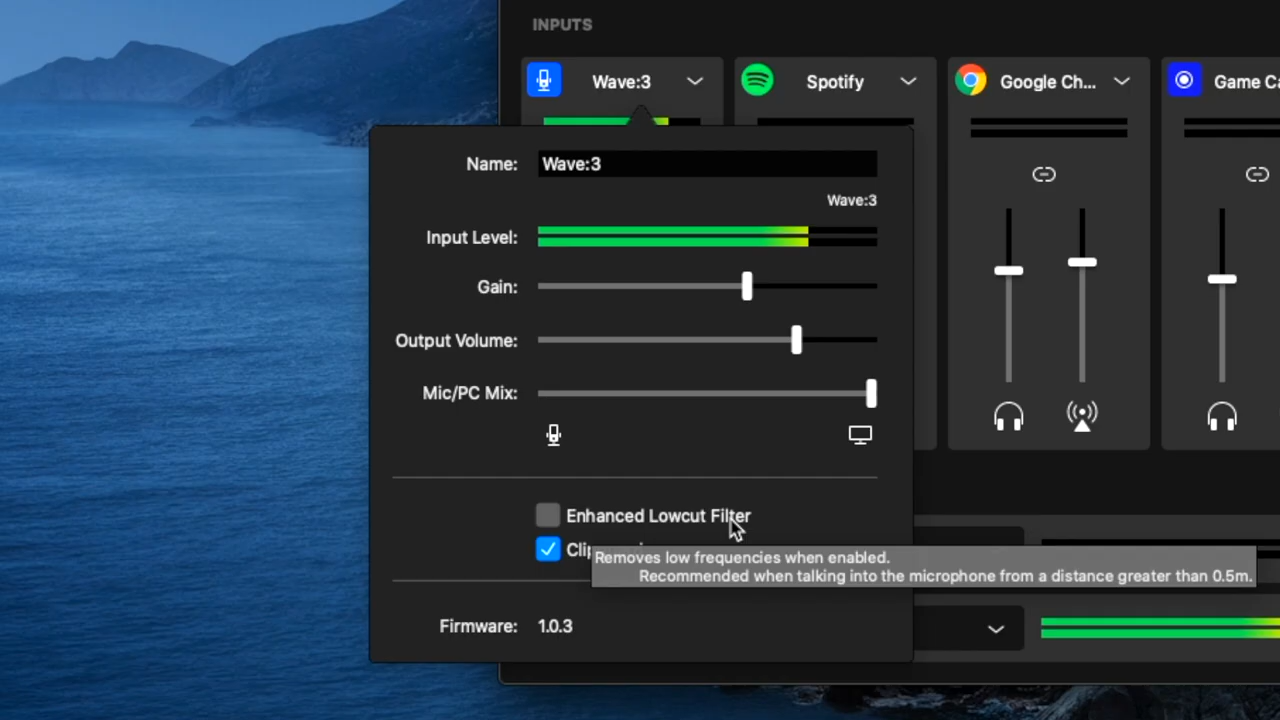 INPUTS
Wave:3
Spotify
Google Ch...
Game
Name:
Wave:3
Wave:3
Input Level:
Gain:
Output Volume:
Mic/PC Mix:
Enhanced Lowcut Filter
Removes low frequencies when enabled.
Recommended when talking into the microphone from a distance greater than 0.5m.
Firmware:
1.0.3